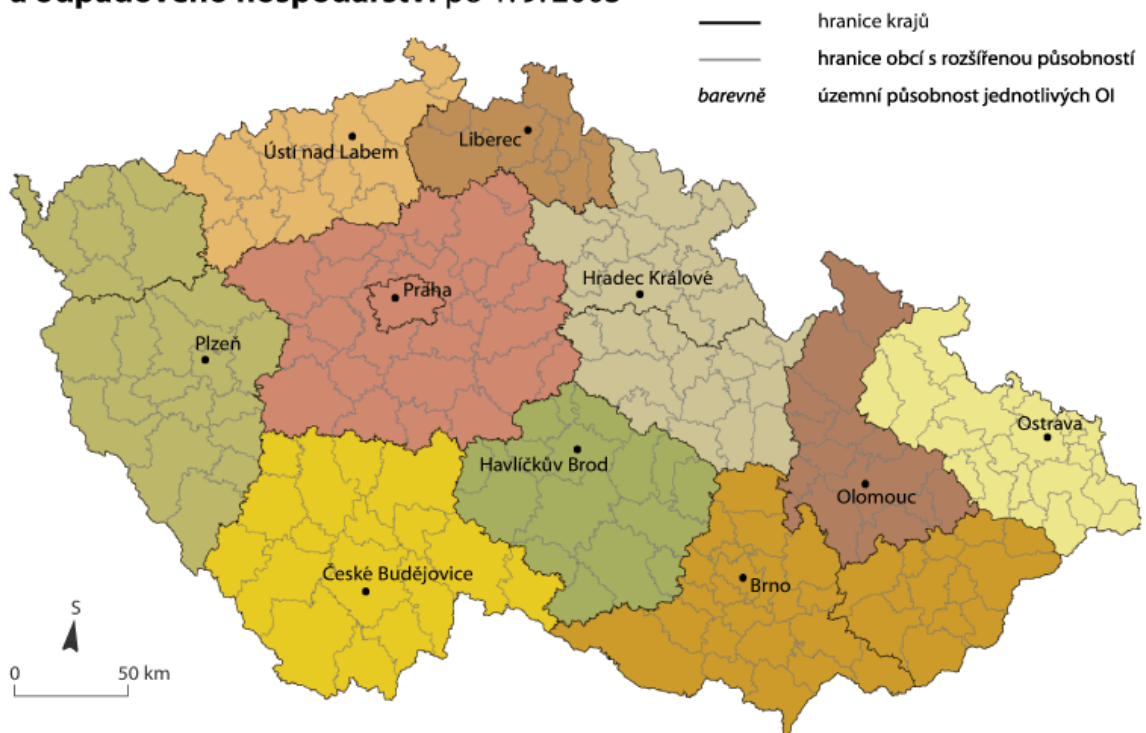 hranice krajů
hranice obcí s rozšířenou působností
barevně územní působnost jednotlivých OI
Liberec
Ústí nad Labem
Hradec Králové
Praha
Plzeň
Ostrava
Havlíčkův Brod
Olomouc
České Budějovice
Brno
S
0 50 km